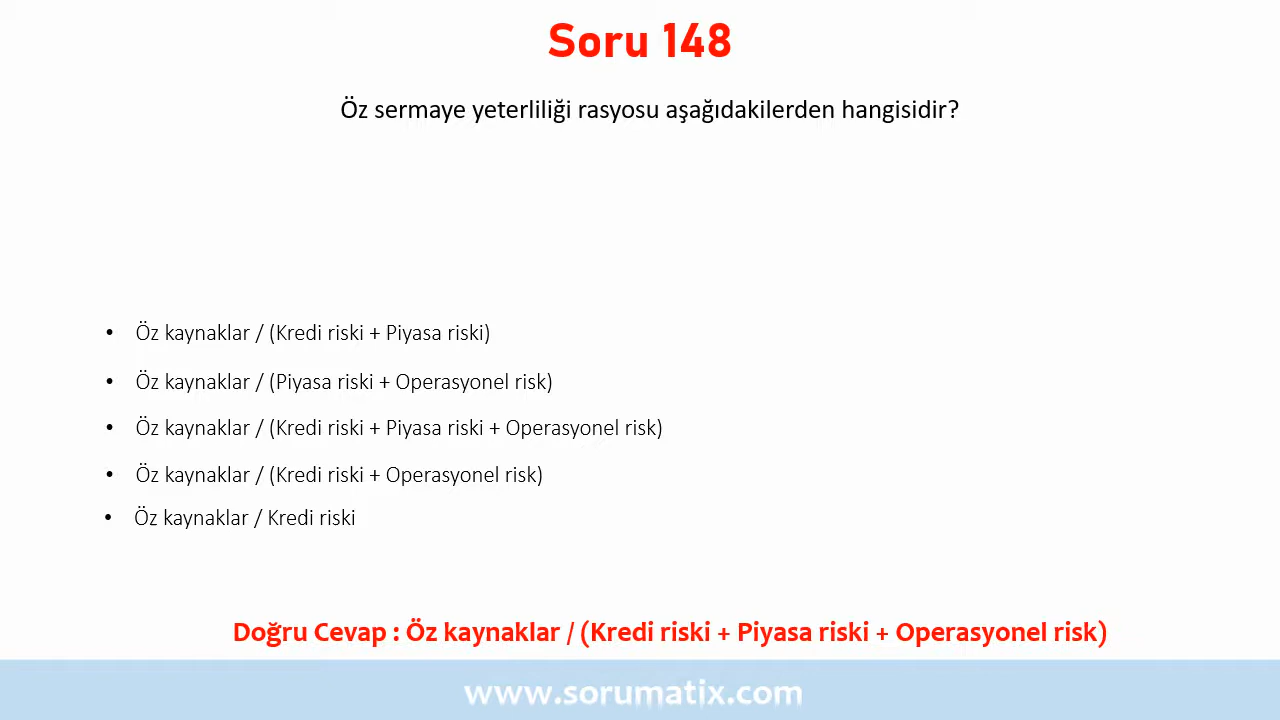 Soru 148
Öz sermaye yeterliliği rasyosu aşağıdakilerden hangisidir?
• Öz kaynaklar / (Kredi riski + Piyasa riski)
• Öz kaynaklar / (Piyasa riski + Operasyonel risk)
• Öz kaynaklar / (Kredi riski + Piyasa riski + Operasyonel risk)
• Öz kaynaklar / (Kredi riski + Operasyonel risk)
• Öz kaynaklar / Kredi riski
Doğru Cevap : Öz kaynaklar / (Kredi riski + Piyasa riski + Operasyonel risk)
www.sorumatix.com